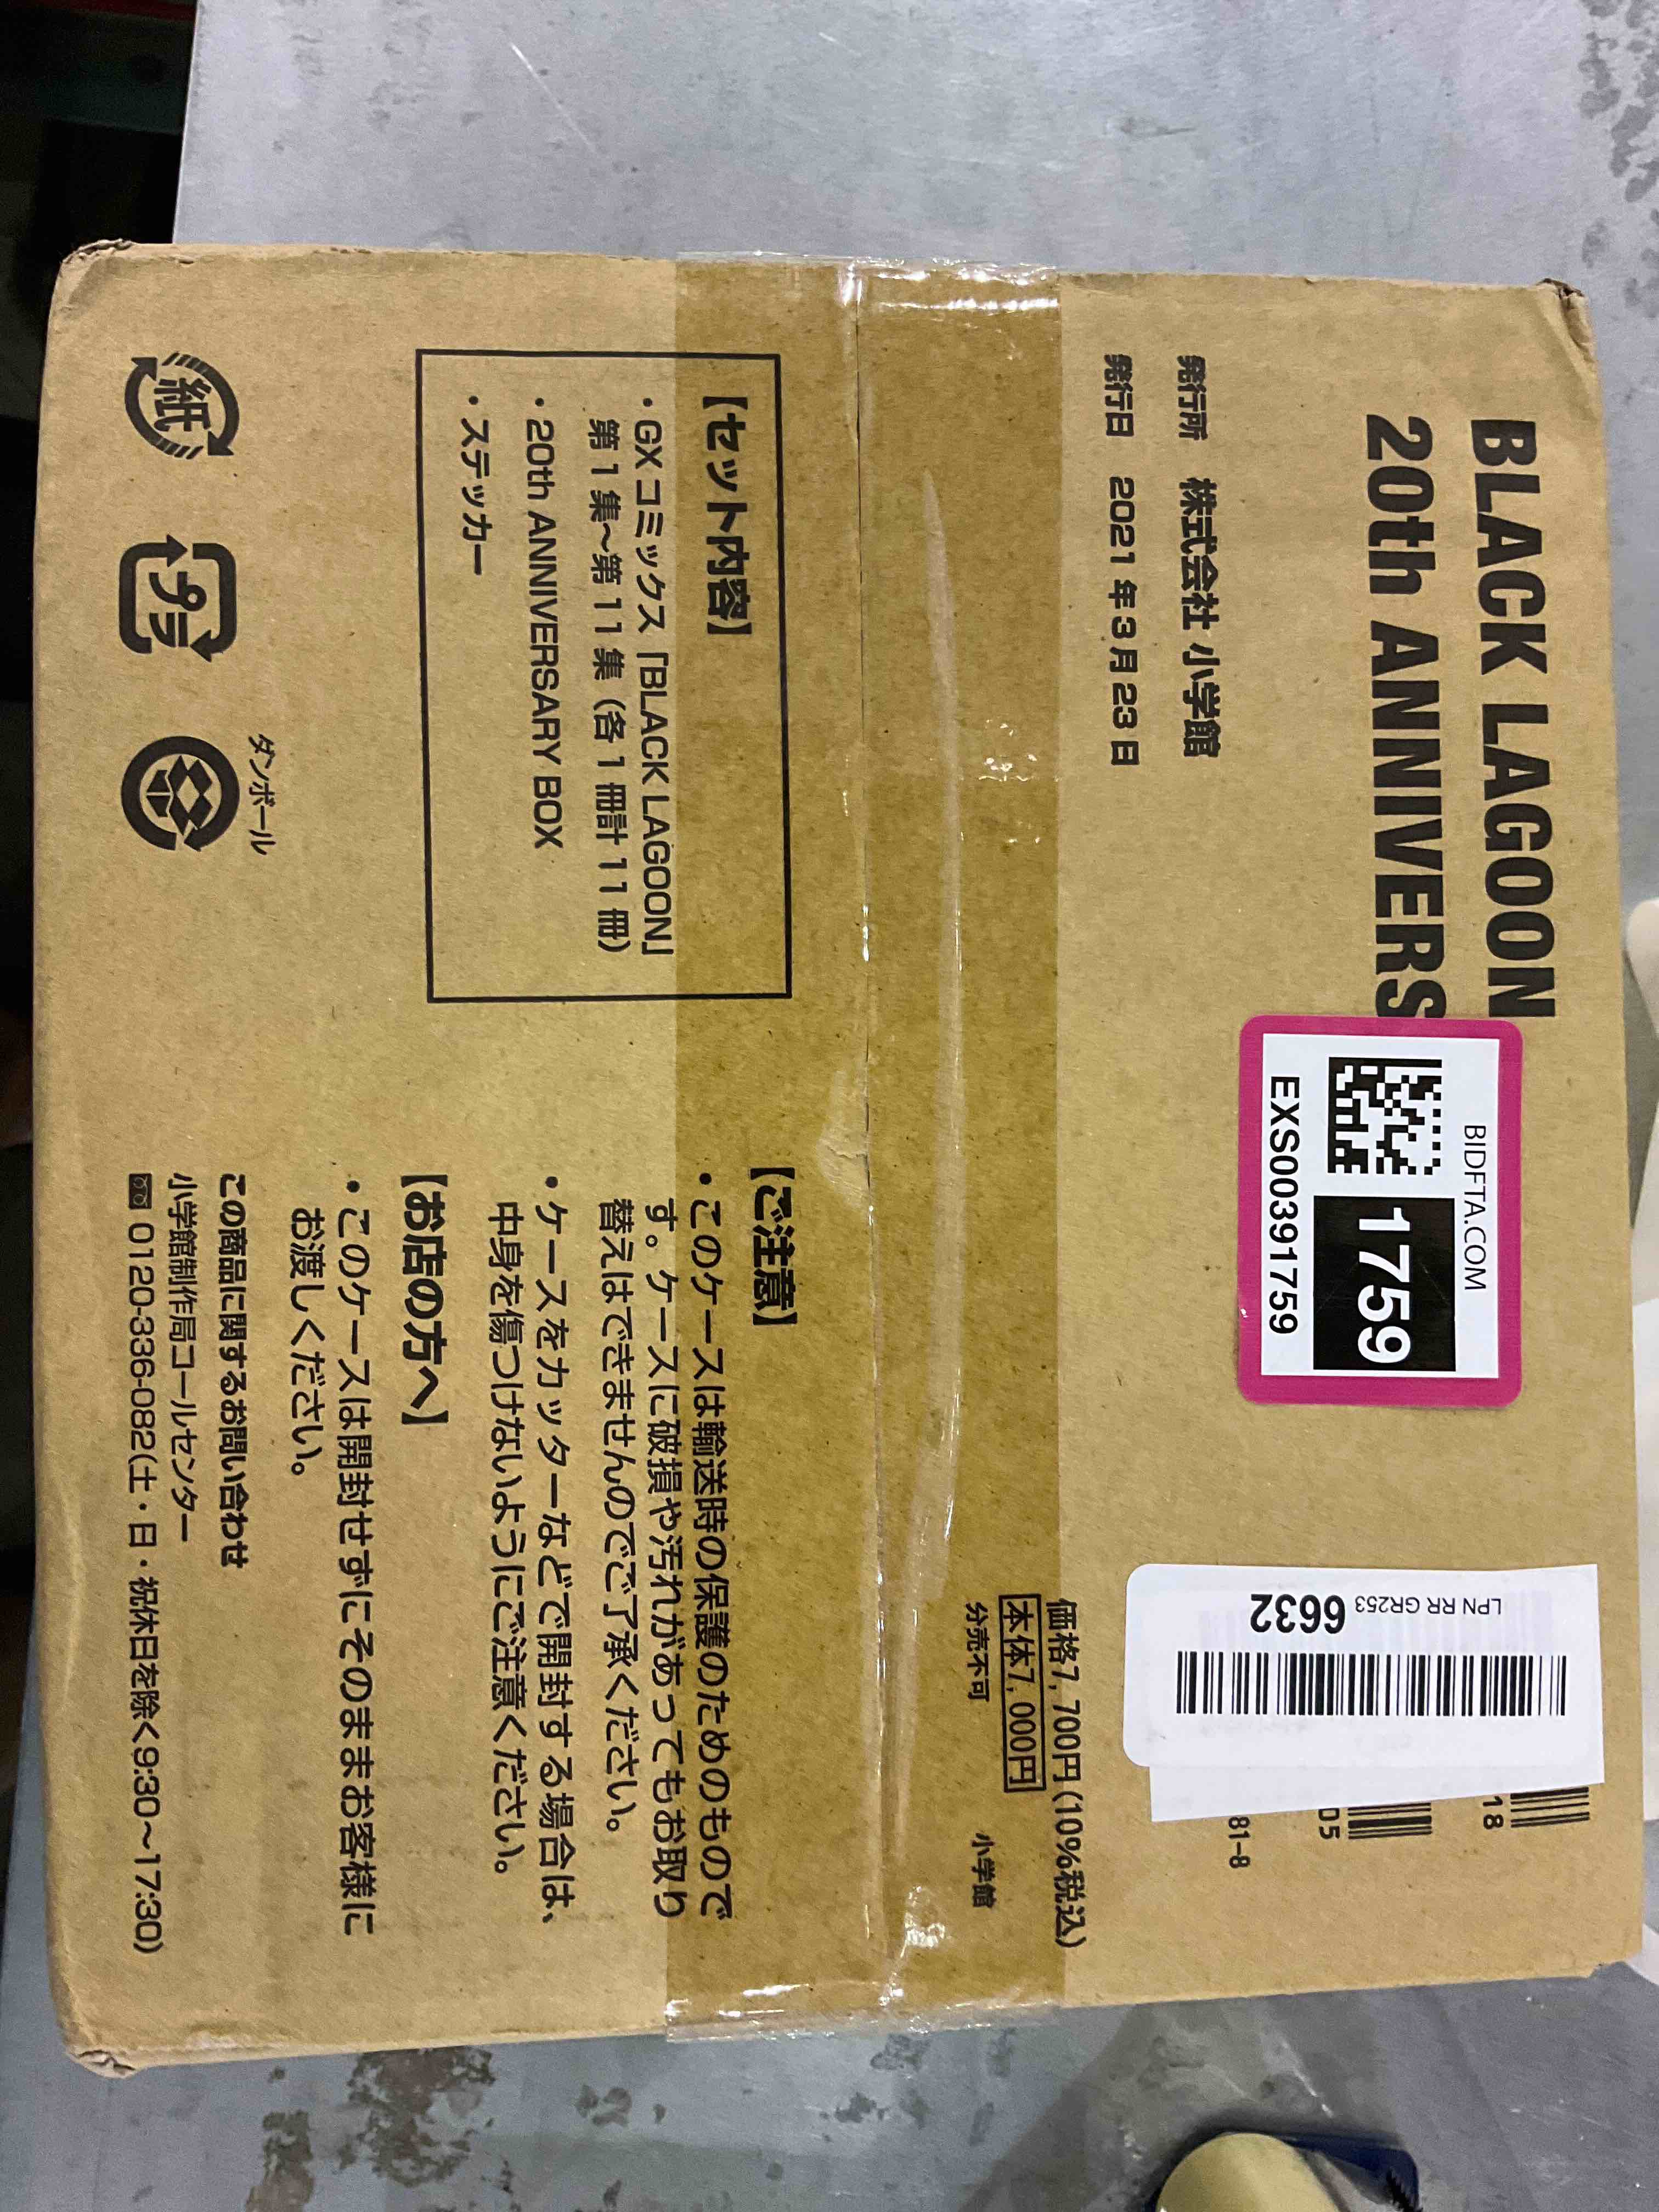 BLACK LAGOON
20th ANNIVERS
発行所 株式会社 小学館
発行日 2021年3月23日
BIDFTA.COM
1759
EXS00391759
LPN RR GR253
6632
18
05
81-8
価格7,700円(10%税込)
本体7,000円
分売不可 小学館
【セット内容】
・GXコミックス「BLACK LAGOON」
第1集〜第11集(各1冊計11冊)
・20th ANNIVERSARY BOX
・ステッカー
【ご注意】
・このケースは輸送時の保護のためのもので
す。ケースに破損や汚れがあってもお取り
替えはできませんのでご了承ください。
・ケースをカッターなどで開封する場合は、
中身を傷つけないようにご注意ください。
【お店の方へ】
・このケースは開封せずにそのままお客様に
お渡しください。
この商品に関するお問い合わせ
小学館制作局コールセンター
0120-336-082(土・日・祝休日を除く9:30〜17:30)
紙
プラ
ダンボール